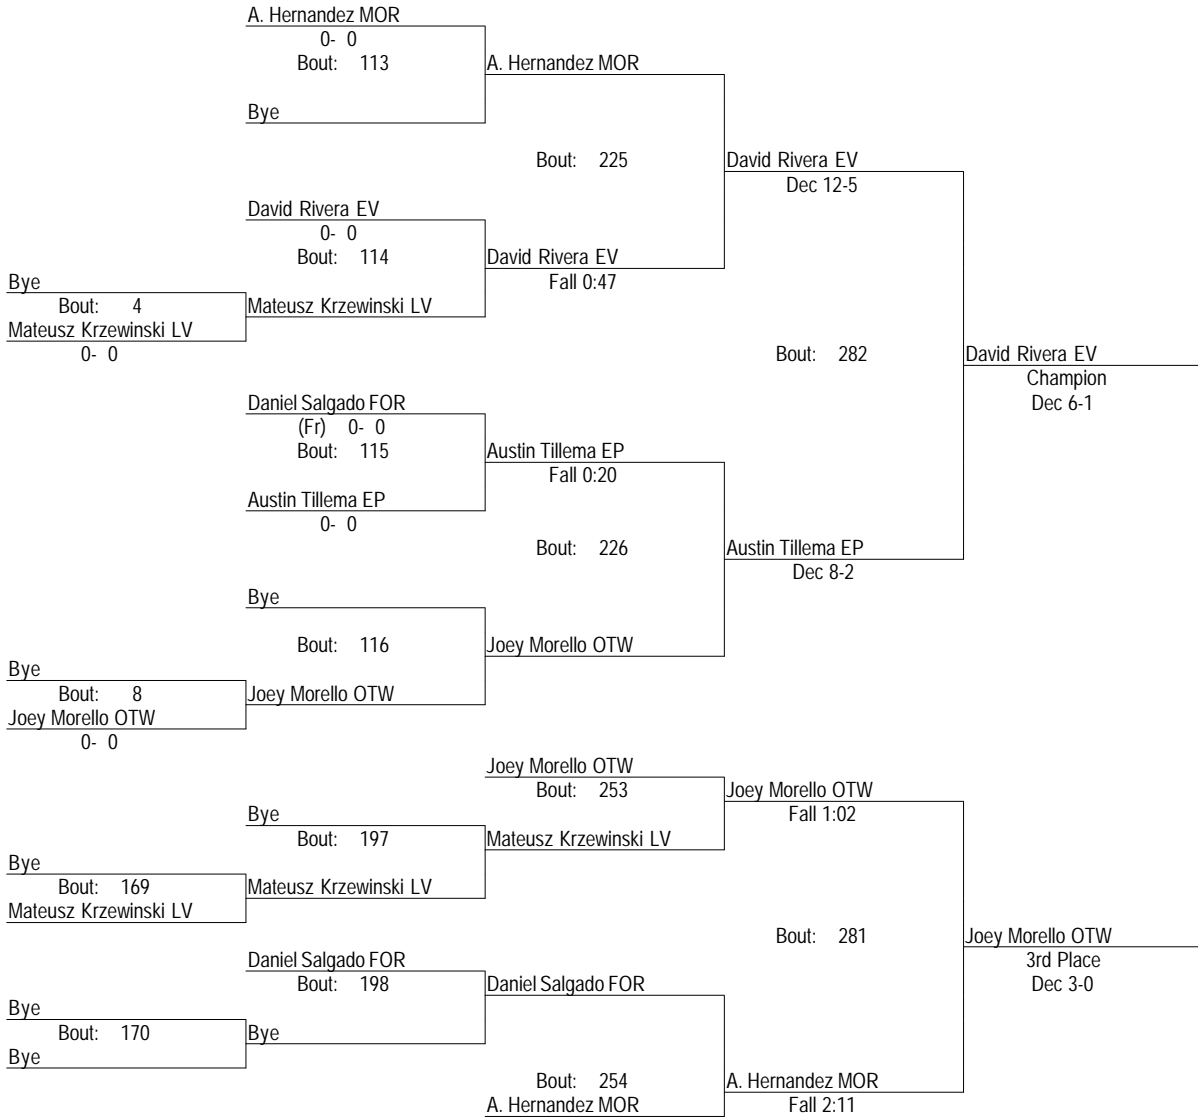 A. Hernandez MOR
0- 0
Bout: 113
A. Hernandez MOR
Bye
Bout: 225
David Rivera EV
Dec 12-5
David Rivera EV
0- 0
Bout: 114
David Rivera EV
Fall 0:47
Bye
Bout: 4
Mateusz Krzewinski LV
Mateusz Krzewinski LV
0- 0
Bout: 282
David Rivera EV
Champion
Dec 6-1
Daniel Salgado FOR
(Fr) 0- 0
Bout: 115
Austin Tillema EP
Fall 0:20
Austin Tillema EP
0- 0
Bout: 226
Austin Tillema EP
Dec 8-2
Bye
Bout: 116
Joey Morello OTW
Bye
Bout: 8
Joey Morello OTW
Joey Morello OTW
0- 0
Joey Morello OTW
Bout: 253
Joey Morello OTW
Fall 1:02
Bye
Bout: 197
Mateusz Krzewinski LV
Bye
Bout: 169
Mateusz Krzewinski LV
Mateusz Krzewinski LV
Bout: 281
Joey Morello OTW
3rd Place
Dec 3-0
Daniel Salgado FOR
Bout: 198
Daniel Salgado FOR
Bye
Bout: 170
Bye
Bye
Bout: 254
A. Hernandez MOR
Fall 2:11
A. Hernandez MOR